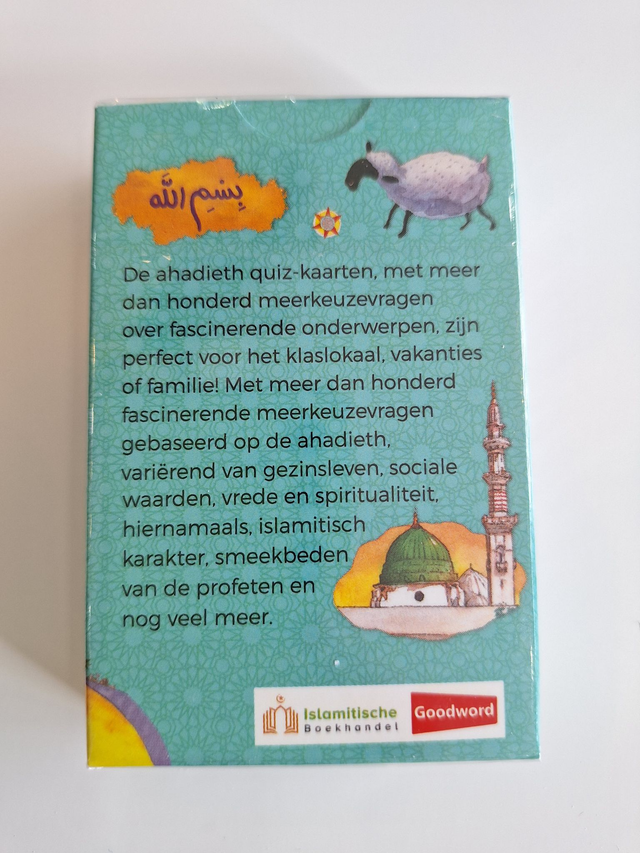 بِسْمِ اللَّه
De ahadieth quiz-kaarten, met meer
dan honderd meerkeuzevragen
over fascinerende onderwerpen, zijn
perfect voor het klaslokaal, vakanties
of familie! Met meer dan honderd
fascinerende meerkeuzevragen
gebaseerd op de ahadieth,
variërend van gezinsleven, sociale
waarden, vrede en spiritualiteit,
hiernamaals, islamitisch
karakter, smeekbeden
van de profeten en
nog veel meer.
Islamitische
Boekhandel
Goodword